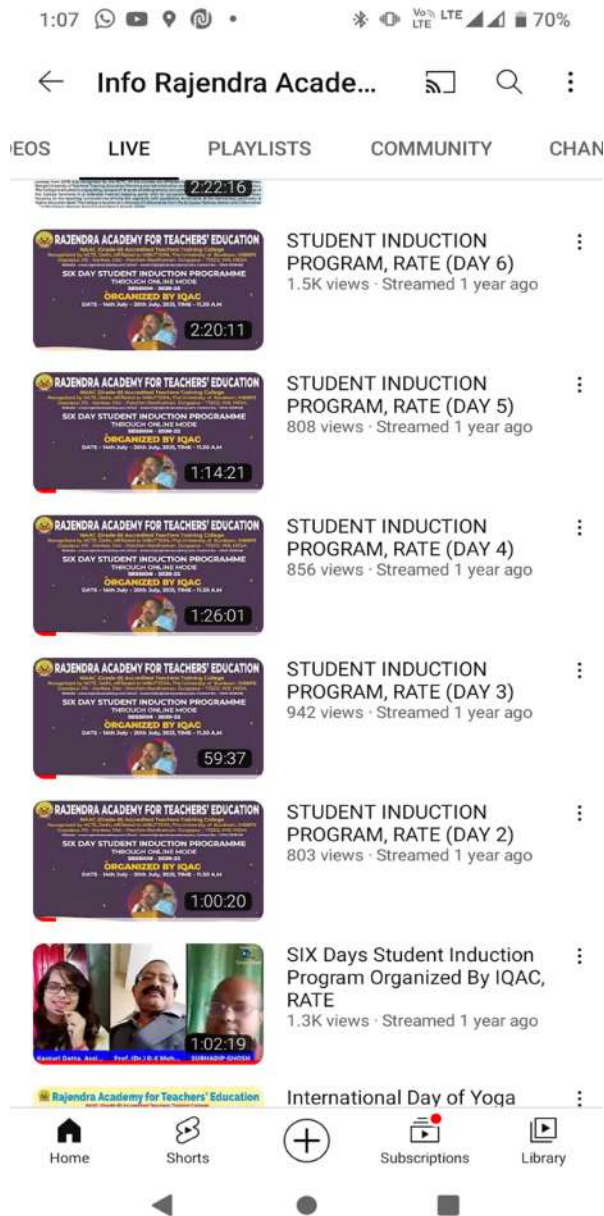 1:07
Vo LTE LTE 70%
Info Rajendra Acade...
EOS LIVE PLAYLISTS COMMUNITY CHAN
2:22:16
RAJENDRA ACADEMY FOR TEACHERS' EDUCATION
SIX DAY STUDENT INDUCTION PROGRAMME
THROUGH ONLINE MODE
ORGANIZED BY IQAC
2:20:11
STUDENT INDUCTION
PROGRAM, RATE (DAY 6)
1.5K views · Streamed 1 year ago
RAJENDRA ACADEMY FOR TEACHERS' EDUCATION
SIX DAY STUDENT INDUCTION PROGRAMME
THROUGH ONLINE MODE
ORGANIZED BY IQAC
1:14:21
STUDENT INDUCTION
PROGRAM, RATE (DAY 5)
808 views · Streamed 1 year ago
RAJENDRA ACADEMY FOR TEACHERS' EDUCATION
SIX DAY STUDENT INDUCTION PROGRAMME
THROUGH ONLINE MODE
ORGANIZED BY IQAC
1:26:01
STUDENT INDUCTION
PROGRAM, RATE (DAY 4)
856 views · Streamed 1 year ago
RAJENDRA ACADEMY FOR TEACHERS' EDUCATION
SIX DAY STUDENT INDUCTION PROGRAMME
THROUGH ONLINE MODE
ORGANIZED BY IQAC
59:37
STUDENT INDUCTION
PROGRAM, RATE (DAY 3)
942 views · Streamed 1 year ago
RAJENDRA ACADEMY FOR TEACHERS' EDUCATION
SIX DAY STUDENT INDUCTION PROGRAMME
THROUGH ONLINE MODE
ORGANIZED BY IQAC
1:00:20
STUDENT INDUCTION
PROGRAM, RATE (DAY 2)
803 views · Streamed 1 year ago
1:02:19
SUBHADIP GHOSH
SIX Days Student Induction
Program Organized By IQAC,
RATE
1.3K views · Streamed 1 year ago
Rajendra Academy for Teachers' Education
International Day of Yoga
Home Shorts Subscriptions Library